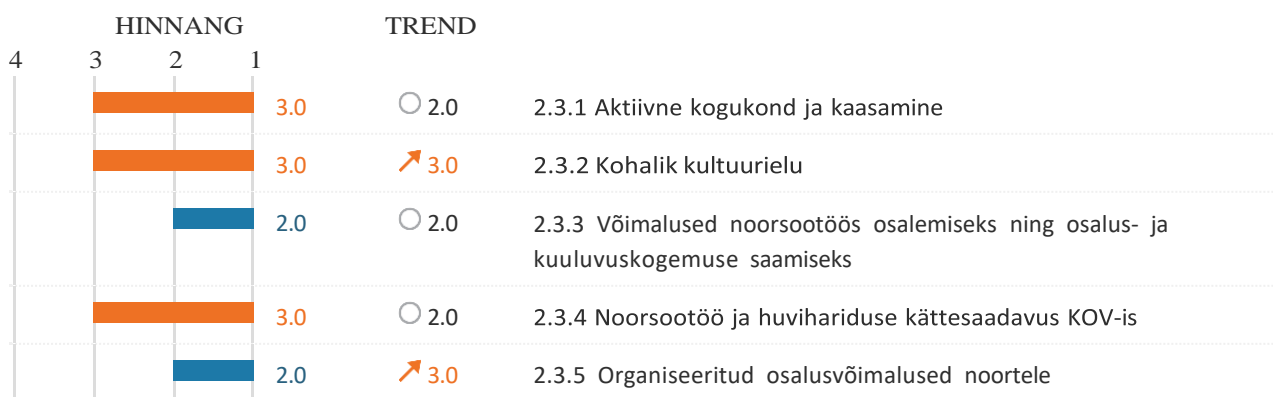 HINNANG TREND
4 3 2 1
3.0 2.0 2.3.1 Aktiivne kogukond ja kaasamine
3.0 3.0 2.3.2 Kohalik kultuurielu
2.0 2.0 2.3.3 Võimalused noorsootöös osalemiseks ning osalus- ja
kuuluvuskogemuse saamiseks
3.0 2.0 2.3.4 Noorsootöö ja huvihariduse kättesaadavus KOV-is
2.0 3.0 2.3.5 Organiseeritud osalusvõimalused noortele